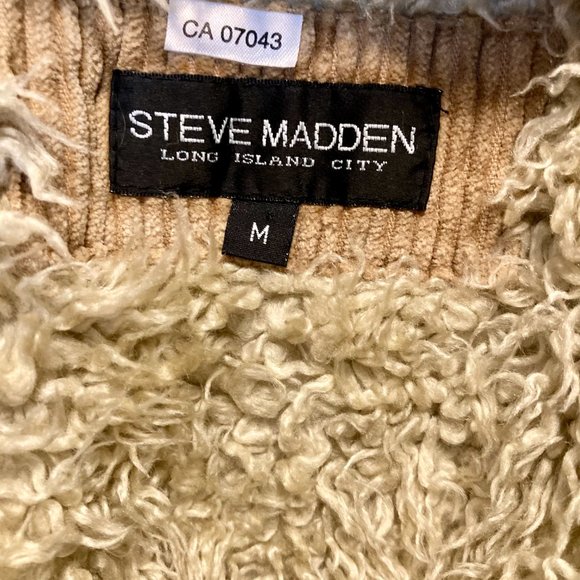 CA 07043
STEVE MADDEN
LONG ISLAND CITY
M